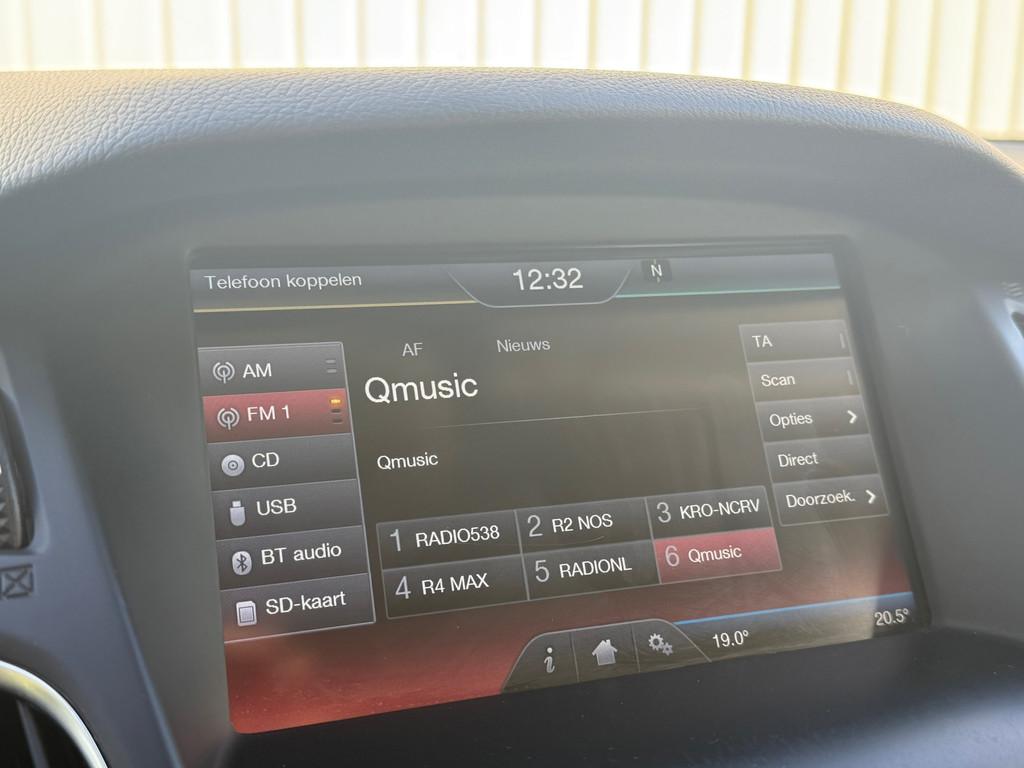 Telefoon koppelen
12:32
N
AM
FM 1
CD
USB
BT audio
SD-kaart
AF
Nieuws
Qmusic
Qmusic
1 RADIO538
2 R2 NOS
3 KRO-NCRV
4 R4 MAX
5 RADIONL
6 Qmusic
TA
Scan
Opties
Direct
Doorzoek.
i
19.0°
20.5°